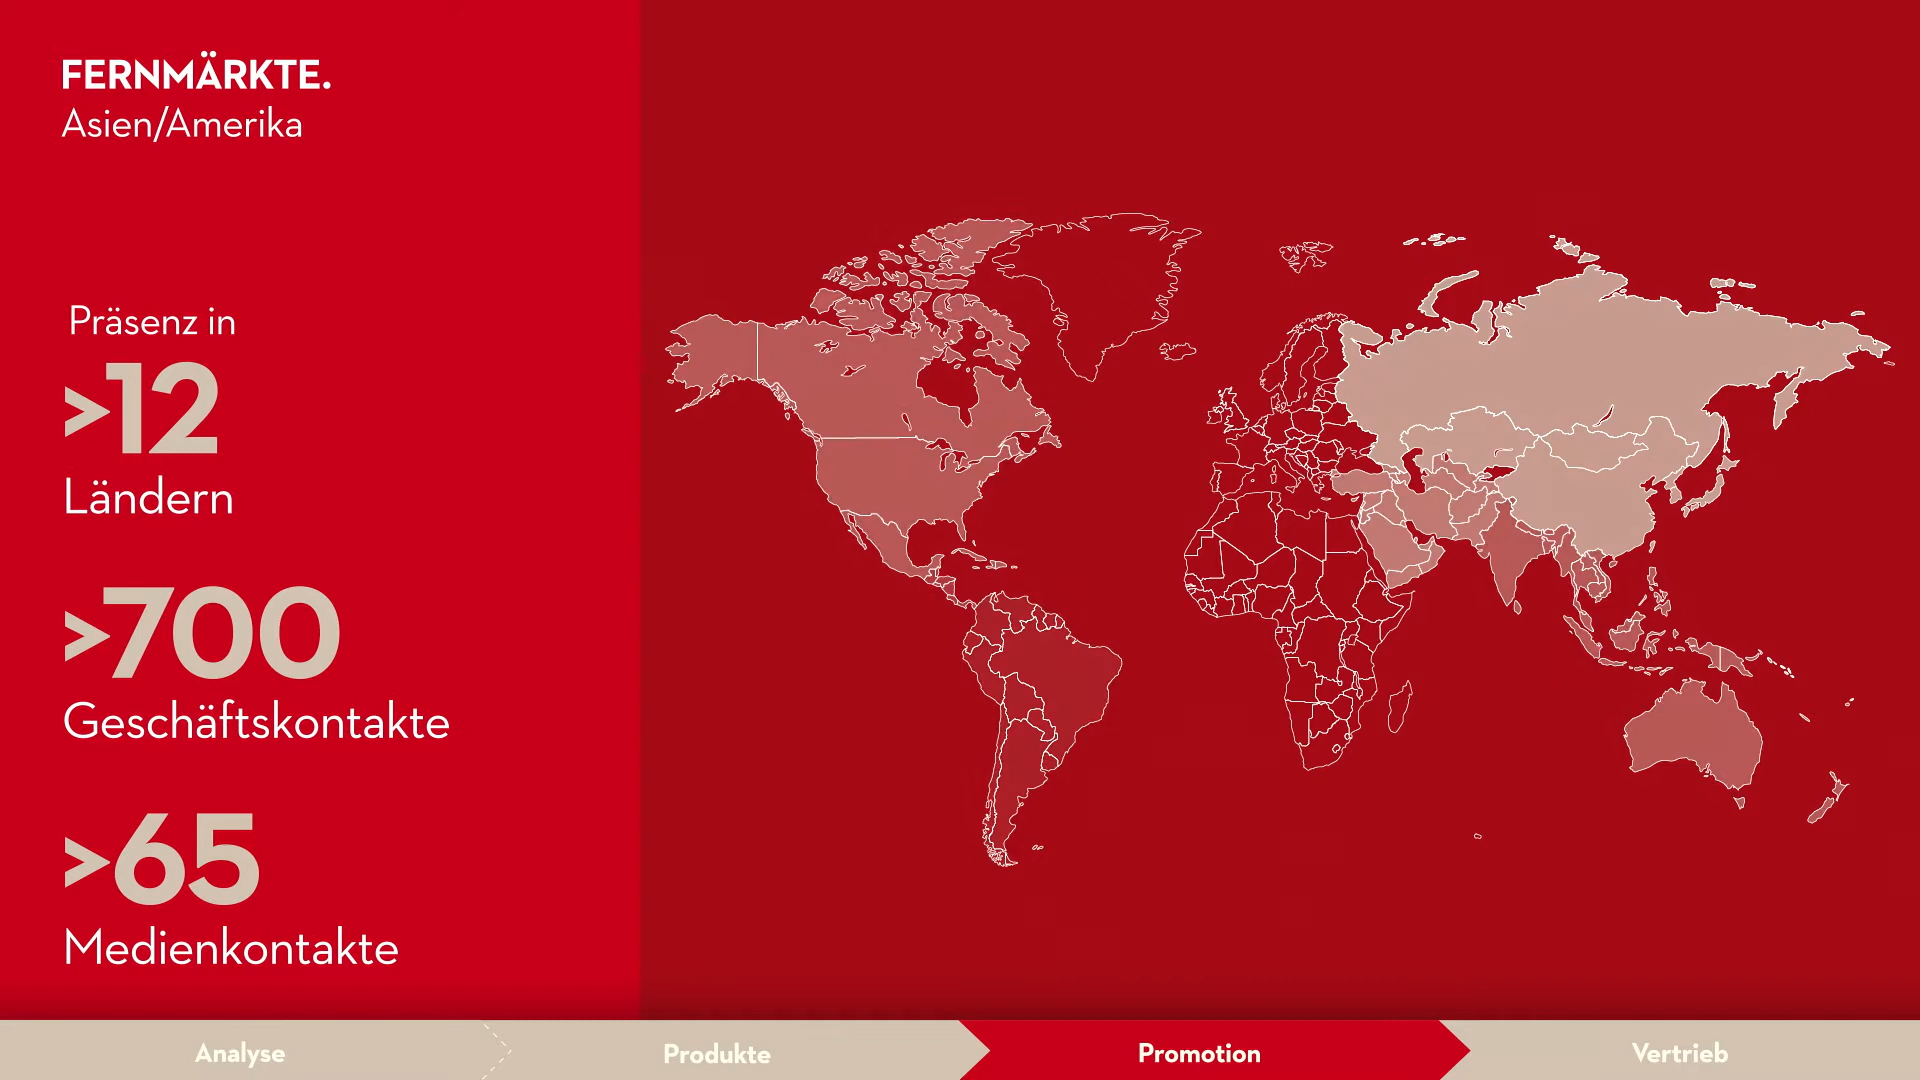 FERNMÄRKTE.
Asien/Amerika
Präsenz in
>12
Ländern
>700
Geschäftskontakte
>65
Medienkontakte
Analyse
Produkte
Promotion
Vertrieb